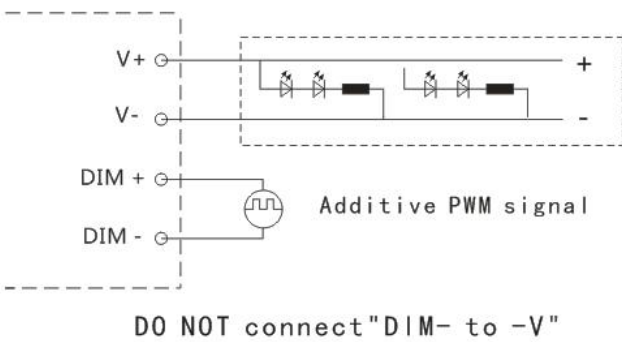 V+
+
V-
-
DIM +
Additive PWM signal
DIM -
DO NOT connect"DIM- to -V"